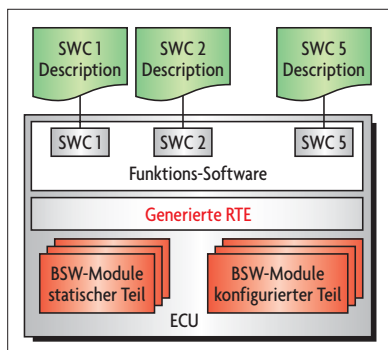 SWC 1
Description
SWC 2
Description
SWC 5
Description
SWC 1
SWC 2
SWC 5
Funktions-Software
Generierte RTE
BSW-Module
statischer Teil
BSW-Module
konfigurierter Teil
ECU